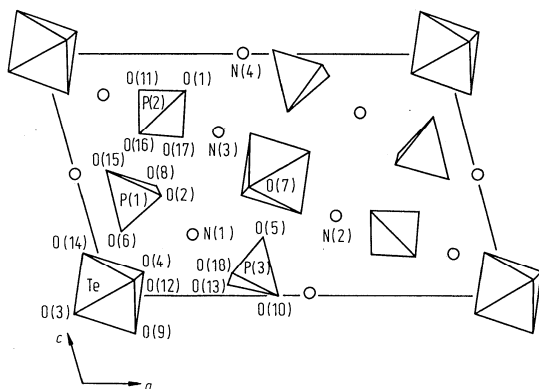 N(4)
O(11) O(1)
P(2)
O(16) O(17) N(3)
O(15)
O(8)
O(7)
P(1) O(2)
O(6) N(1) O(5) N(2)
O(14)
O(4) O(18) P(3)
Te O(12) O(13)
O(3) O(10)
O(9)
c
a